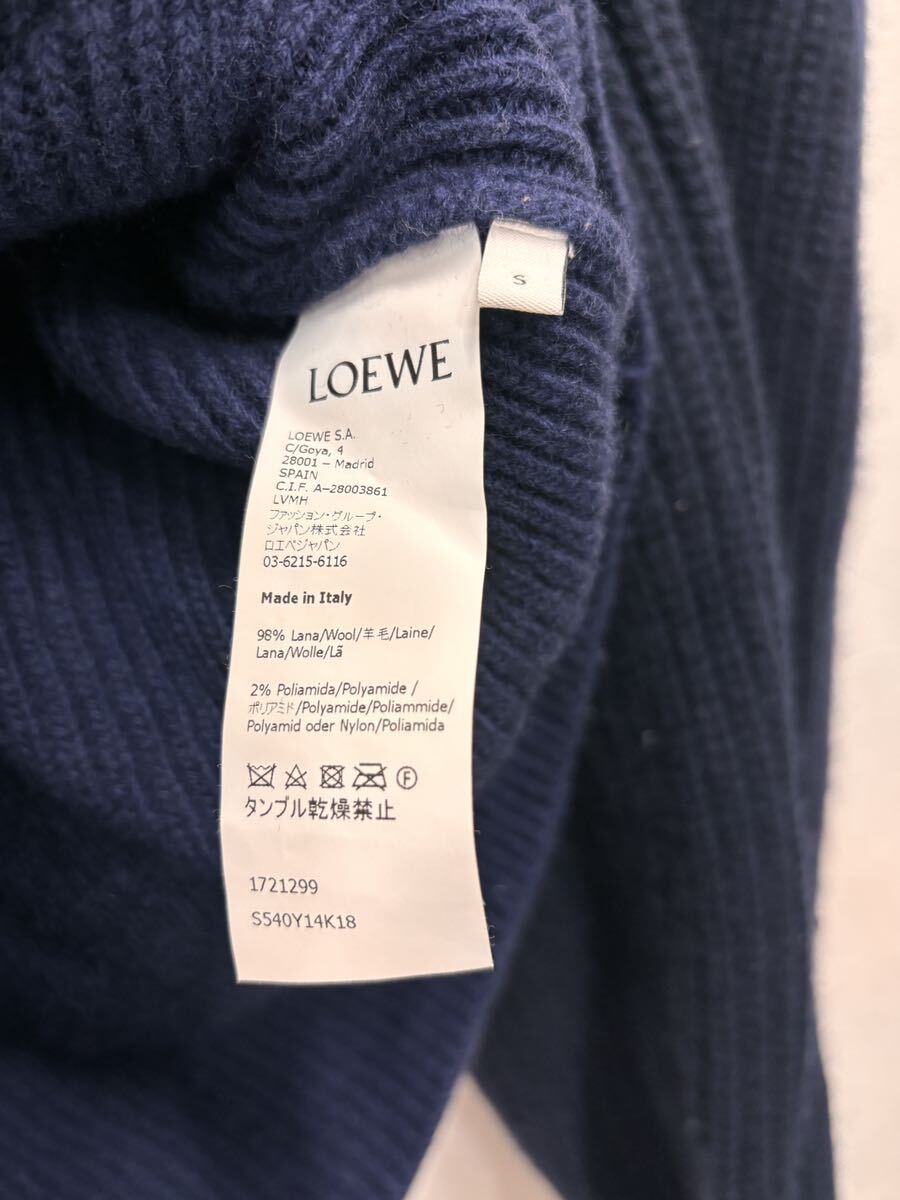 S
LOEWE
LOEWE S.A.
C/Goya, 4
28001 – Madrid
SPAIN
C.I.F. A–28003861
LVMH
ファッション・グループ・
ジャパン株式会社
ロエベジャパン
03-6215-6116
Made in Italy
98% Lana/Wool/羊毛/Laine/
Lana/Wolle/Lã
2% Poliamida/Polyamide /
ポリアミド/Polyamide/Poliammide/
Polyamid oder Nylon/Poliamida
F
タンブル乾燥禁止
1721299
S540Y14K18